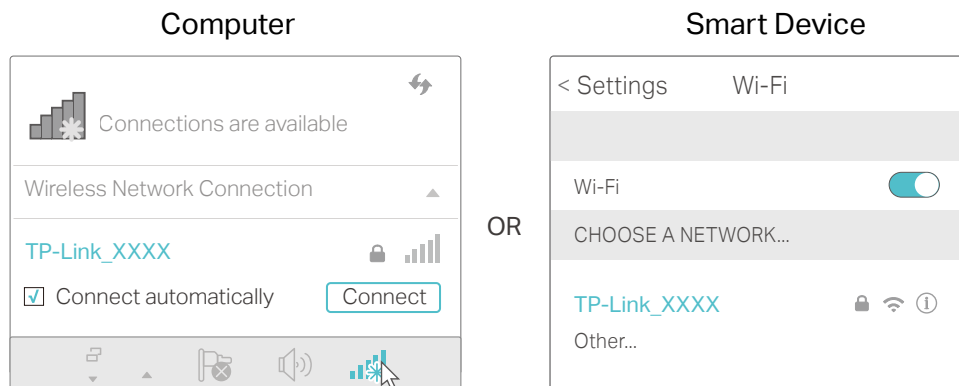 Computer
Connections are available
Wireless Network Connection
TP-Link_XXXX
Connect automatically
Connect
OR
Smart Device
< Settings
Wi-Fi
Wi-Fi
CHOOSE A NETWORK...
TP-Link_XXXX
Other...